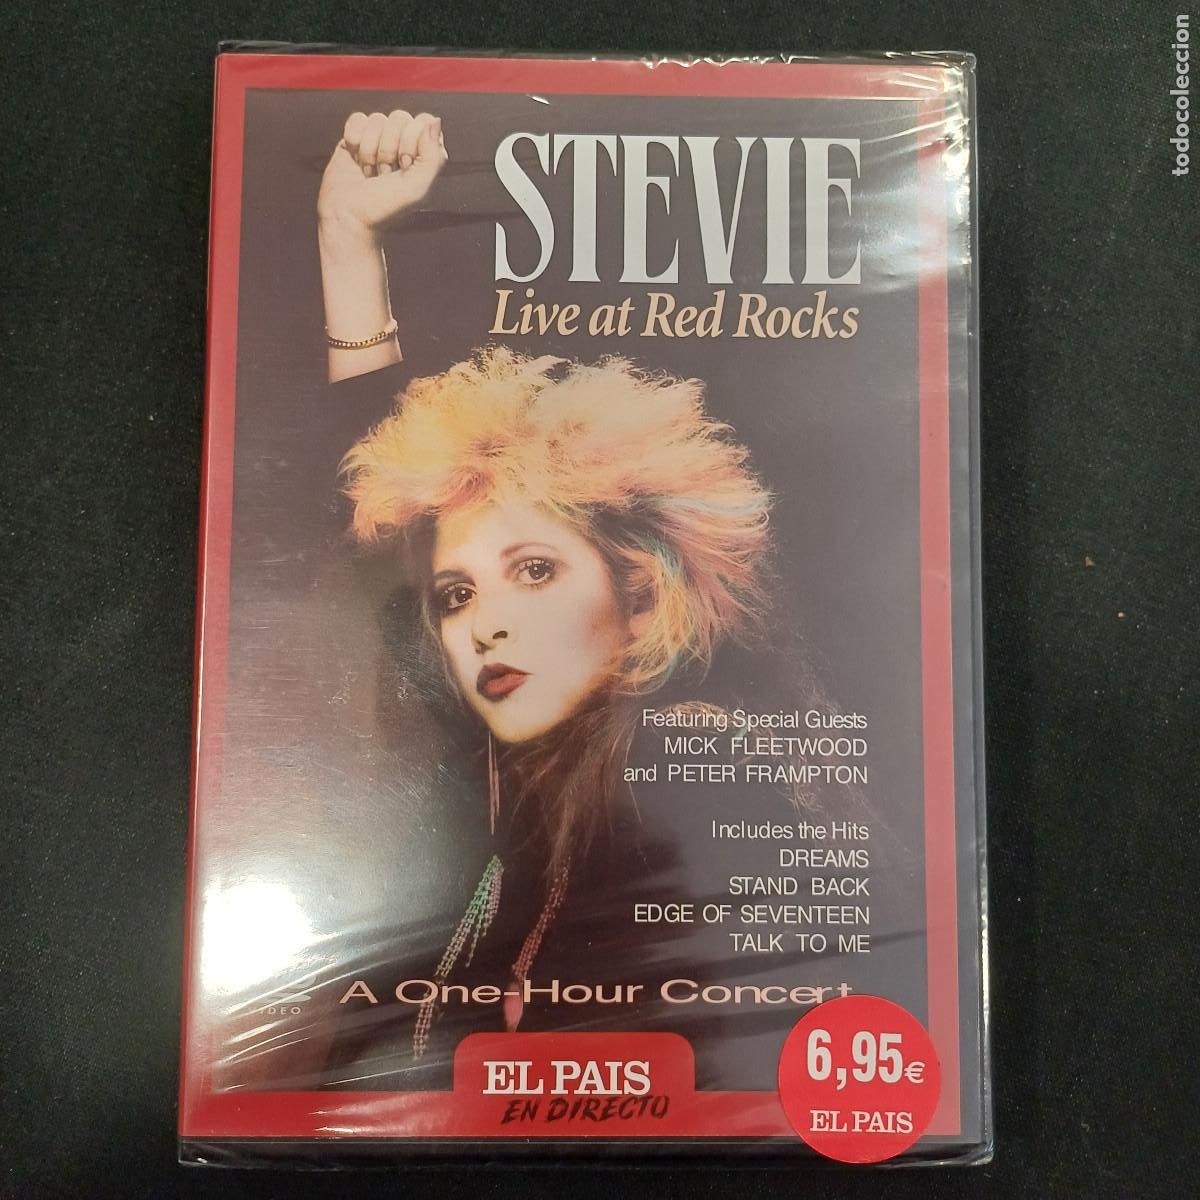 STEVIE
Live at Red Rocks
Featuring Special Guests
MICK FLEETWOOD
and PETER FRAMPTON
Includes the Hits
DREAMS
STAND BACK
EDGE OF SEVENTEEN
TALK TO ME
A One-Hour Concert
VIDEO
EL PAIS
EN DIRECTO
6,95€
EL PAIS
todocoleccion